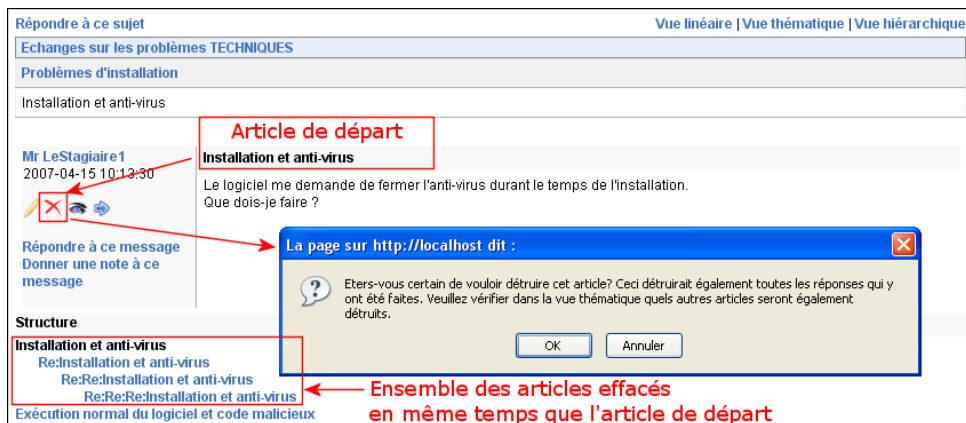 Répondre à ce sujet
Vue linéaire | Vue thématique | Vue hiérarchique
Echanges sur les problèmes TECHNIQUES
Problèmes d'installation
Installation et anti-virus
Article de départ
Mr LeStagiaire1
2007-04-15 10:13:30
Installation et anti-virus
Le logiciel me demande de fermer l'anti-virus durant le temps de l'installation.
Que dois-je faire ?
Répondre à ce message
Donner une note à ce
message
La page sur http://localhost dit :
Eters-vous certain de vouloir détruire cet article? Ceci détruirait également toutes les réponses qui y
ont été faites. Veuillez vérifier dans la vue thématique quels autres articles seront également
détruits.
OK
Annuler
Structure
Installation et anti-virus
Re:Installation et anti-virus
Re:Re:Installation et anti-virus
Re:Re:Re:Installation et anti-virus
Exécution normal du logiciel et code malicieux
Ensemble des articles effacés
en même temps que l'article de départ